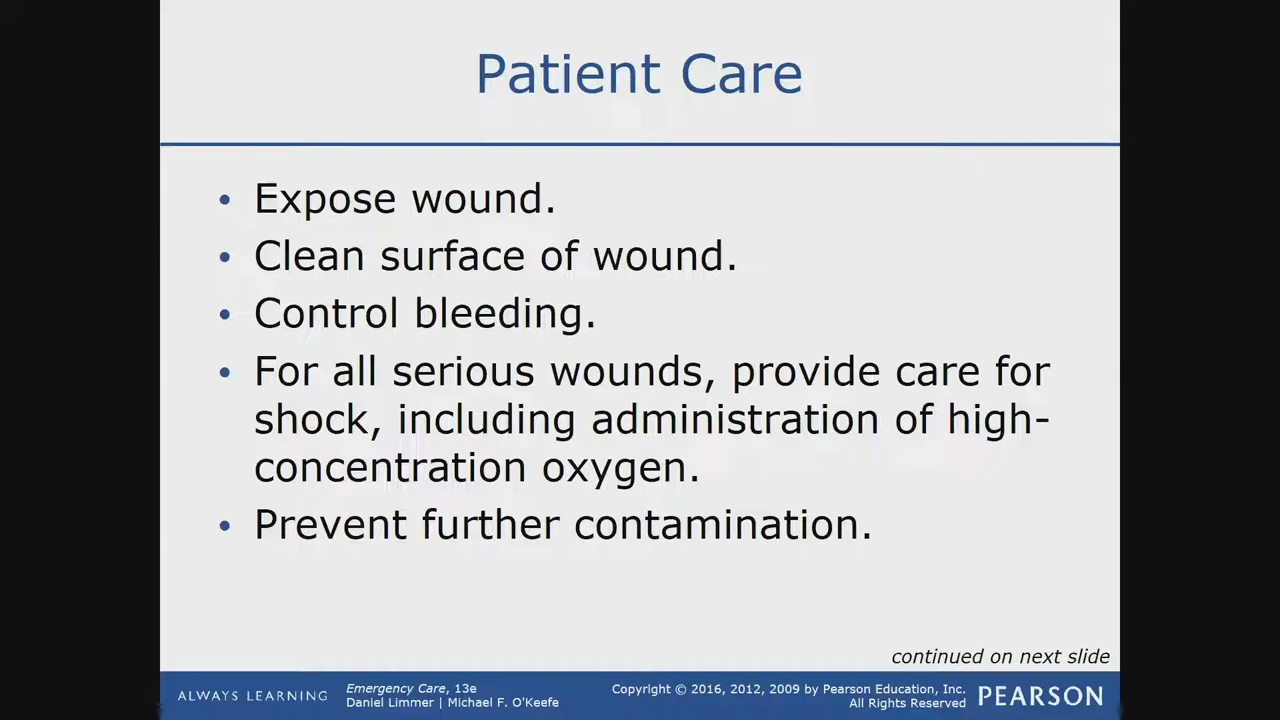 Patient Care
• Expose wound.
• Clean surface of wound.
• Control bleeding.
• For all serious wounds, provide care for
shock, including administration of high-
concentration oxygen.
• Prevent further contamination.
continued on next slide
ALWAYS LEARNING
Emergency Care, 13e
Daniel Limmer | Michael F. O'Keefe
Copyright © 2016, 2012, 2009 by Pearson Education, Inc.
All Rights Reserved
PEARSON